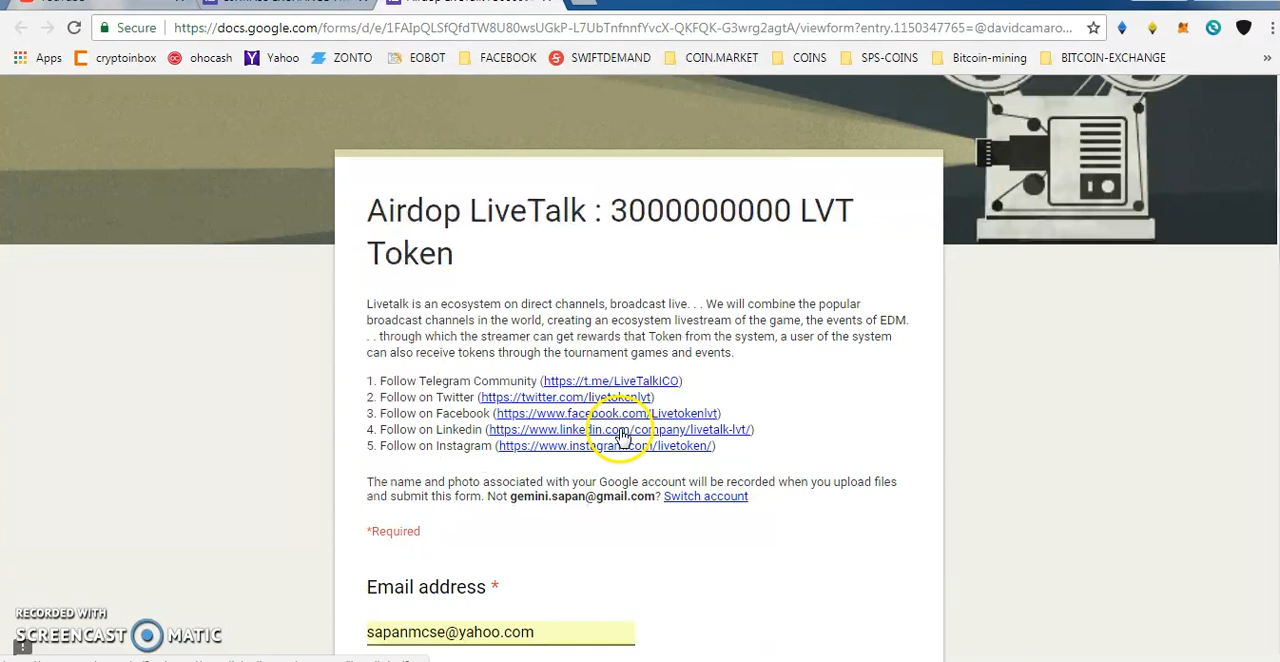 Secure https://docs.google.com/forms/d/e/1FAIpQLSfQfdTW8U80wsUGkP-L7UbTnfnnfYvcX-QKFQK-G3wrg2agtA/viewform?entry.1150347765=@davidcamaro...
Apps cryptoinkk ohocash Yahoo ZONTO EOBOT FACEBOOK SWIFTDEMAND COIN.MARKET COINS SPS-COINS Bitcoin-mining BITCOIN-EXCHANGE »
Airdop LiveTalk : 3000000000 LVT
Token
Livetalk is an ecosystem on direct channels, broadcast live. . . We will combine the popular
broadcast channels in the world, creating an ecosystem livestream of the game, the events of EDM.
. . through which the streamer can get rewards that Token from the system, a user of the system
can also receive tokens through the tournament games and events.
1. Follow Telegram Community (https://t.me/LiveTalkICO)
2. Follow on Twitter (https://twitter.com/livetokenlvt)
3. Follow on Facebook (https://www.facebook.com/Livetokenlvt)
4. Follow on Linkedin (https://www.linkedin.com/company/livetalk-lvt/)
5. Follow on Instagram (https://www.instagram.com/livetoken/)
The name and photo associated with your Google account will be recorded when you upload files
and submit this form. Not gemini.sapan@gmail.com? Switch account
*Required
Email address *
sapanmcse@yahoo.com
RECORDED WITH
SCREENCAST MATIC